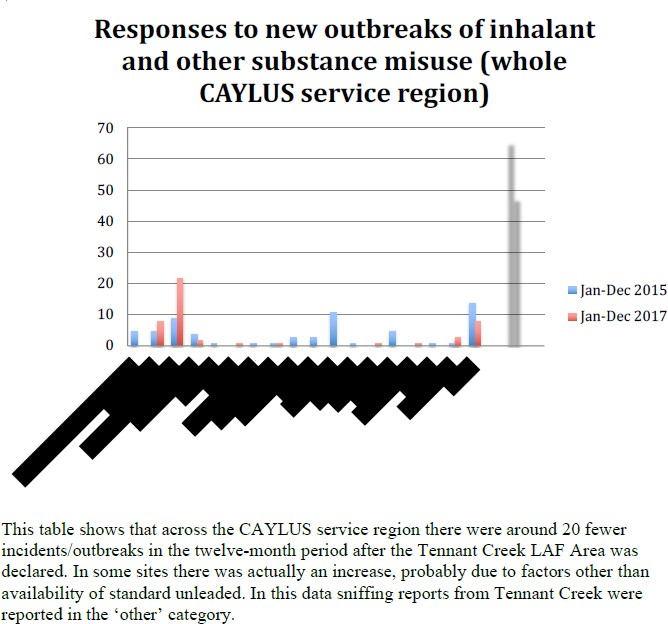 Responses to new outbreaks of inhalant
and other substance misuse (whole
CAYLUS service region)
70
60
50
40
30
20
10
0
Jan-Dec 2015
Jan-Dec 2017
This table shows that across the CAYLUS service region there were around 20 fewer
incidents/outbreaks in the twelve-month period after the Tennant Creek LAF Area was
declared. In some sites there was actually an increase, probably due to factors other than
availability of standard unleaded. In this data sniffing reports from Tennant Creek were
reported in the ‘other’ category.